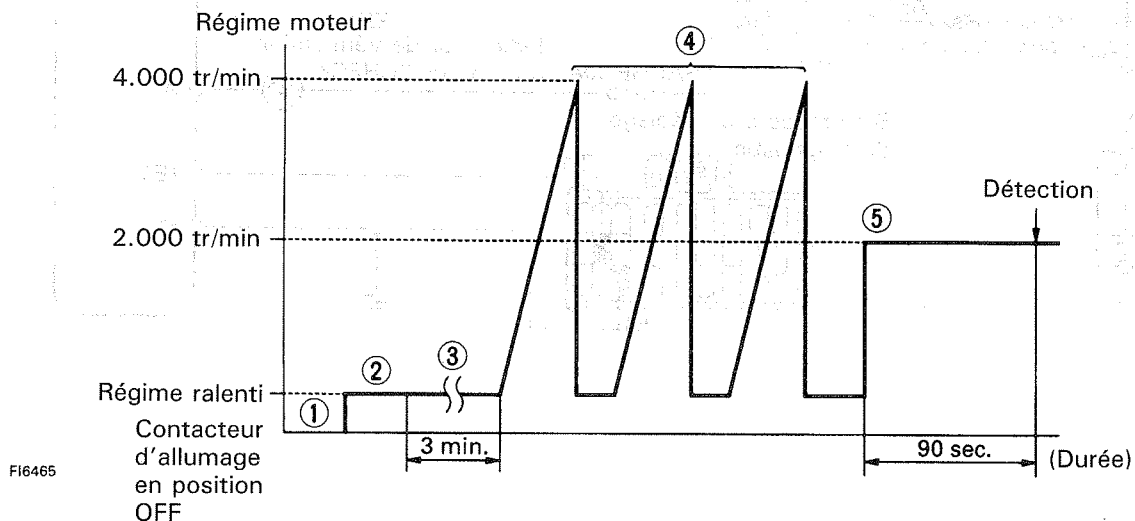 Régime moteur
④
4.000 tr/min
Détection
⑤
2.000 tr/min
③
②
Régime ralenti
①
Contacteur
d'allumage
en position
OFF
3 min.
90 sec.
(Durée)
FI6465